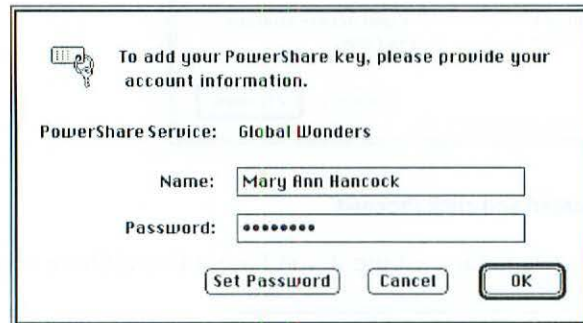 To add your PowerShare key, please provide your
account information.
PowerShare Service: Global Wonders
Name: Mary Ann Hancock
Password: ••••••••
Set Password Cancel OK